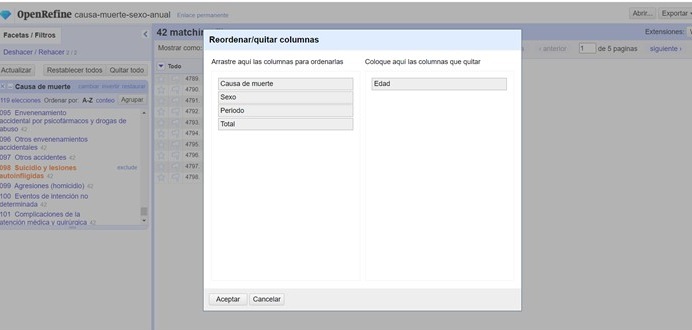 OpenRefine causa-muerte-sexo-anual Enlace permanente
Abrir... Exportar
Facetas / Filtros
Deshacer / Rehacer 2 / 2
Actualizar Restablecer todos Quitar todo
Causa de muerte cambiar invertir restaurar
119 elecciones Ordenar por: A-Z conteo Agrupar
095 Envenenamiento
accidental por psicofármacos y drogas de
abuso 42
096 Otros envenenamientos
accidentales 42
097 Otros accidentes 42
098 Suicidio y lesiones
autoinfligidas 42
exclude
099 Agresiones (homicidio) 42
100 Eventos de intención no
determinada 42
101 Complicaciones de la
atención médica y quirúrgica 42
42 matchin
Extensiones:
Mostrar como:
‹ anterior 1 de 5 paginas siguiente ›
Todo
4789.
4790.
4791.
4792.
4793.
4794.
4795.
4796.
4797.
4798.
Reordenar/quitar columnas
Arrastre aquí las columnas para ordenarlas
Coloque aquí las columnas que quitar
Causa de muerte
Sexo
Periodo
Total
Edad
Aceptar Cancelar